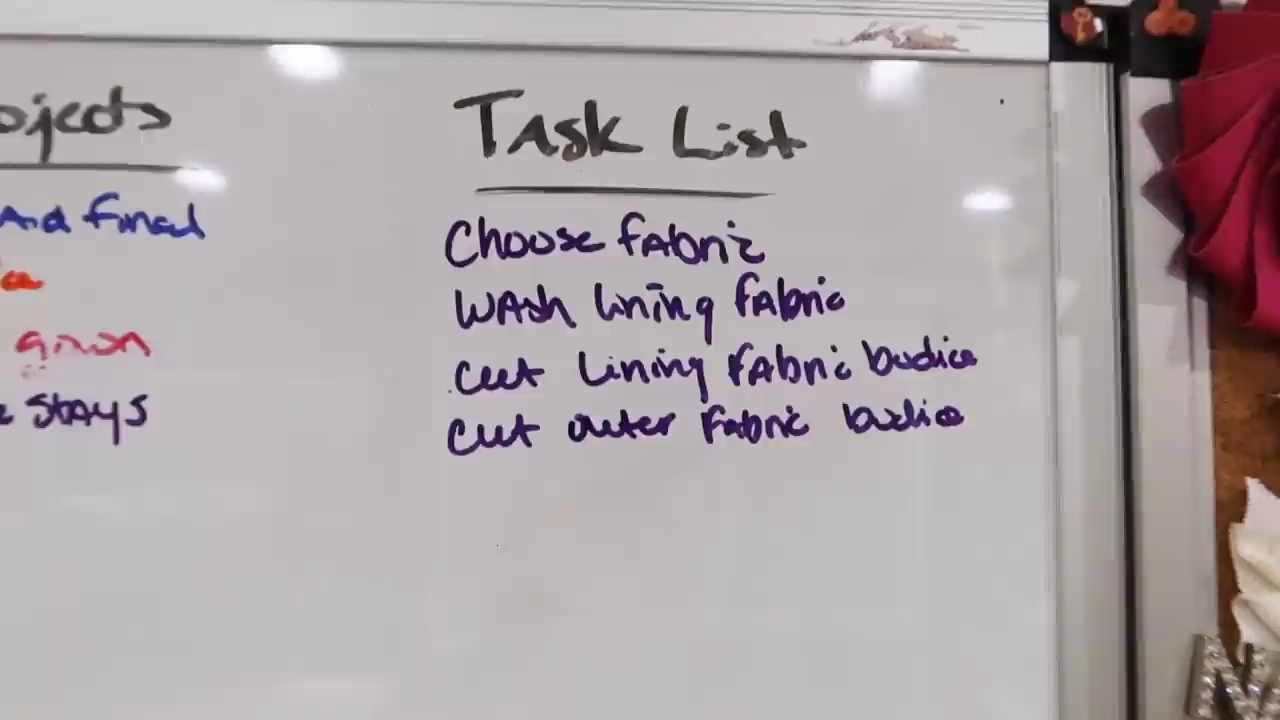 ojects
And final
gown
stays
Task List
Choose fabric
Wash lining fabric
Cut lining fabric bodice
Cut outer fabric bodice